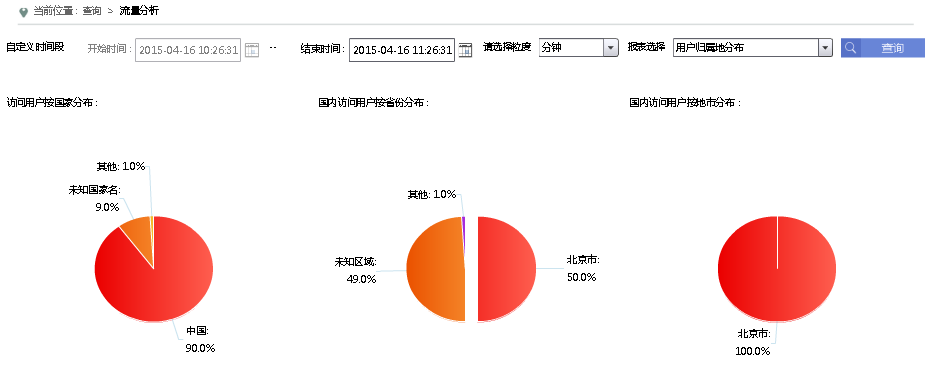 当前位置：查询 > 流量分析
自定义时间段 开始时间： 2015-04-16 10:26:31 -- 结束时间： 2015-04-16 11:26:31 请选择粒度 分钟 报表选择 用户归属地分布 查询
访问用户按国家分布： 国内访问用户按省份分布： 国内访问用户按地市分布：
其他: 1.0%
未知国家名:
9.0%
中国:
90.0%
其他: 1.0%
未知区域:
49.0%
北京市:
50.0%
北京市:
100.0%